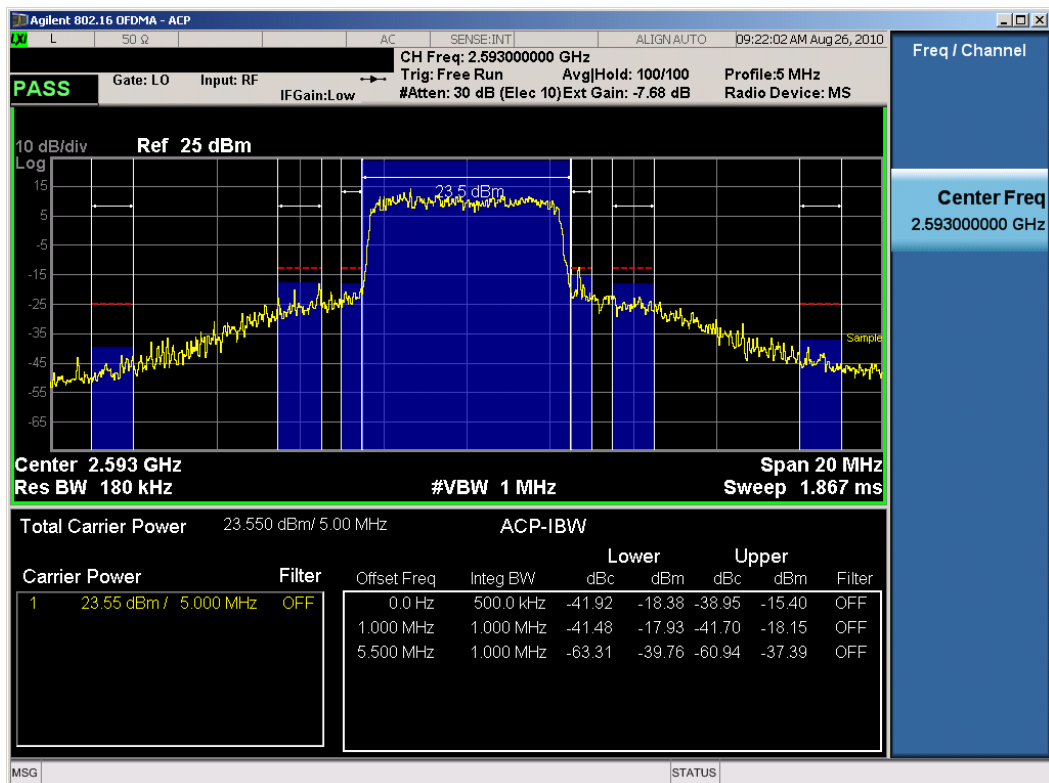 Agilent 802.16 OFDMA - ACP
LXI L 50 Ω AC SENSE:INT ALIGN AUTO 09:22:02 AM Aug 26, 2010
CH Freq: 2.593000000 GHz
PASS Gate: LO Input: RF Trig: Free Run Avg|Hold: 100/100 Profile:5 MHz
IFGain:Low #Atten: 30 dB (Elec 10) Ext Gain: -7.68 dB Radio Device: MS
10 dB/div Ref 25 dBm
Log
15
5
-5
-15
-25
-35
-45
-55
-65
23.5 dBm
Sample
Center 2.593 GHz Span 20 MHz
Res BW 180 kHz #VBW 1 MHz Sweep 1.867 ms
Total Carrier Power 23.550 dBm/ 5.00 MHz ACP-IBW
Lower Upper
Carrier Power Filter Offset Freq Integ BW dBc dBm dBc dBm Filter
1 23.55 dBm / 5.000 MHz OFF 0.0 Hz 500.0 kHz -41.92 -18.38 -38.95 -15.40 OFF
1.000 MHz 1.000 MHz -41.48 -17.93 -41.70 -18.15 OFF
5.500 MHz 1.000 MHz -63.31 -39.76 -60.94 -37.39 OFF
MSG STATUS
Freq / Channel
Center Freq
2.593000000 GHz